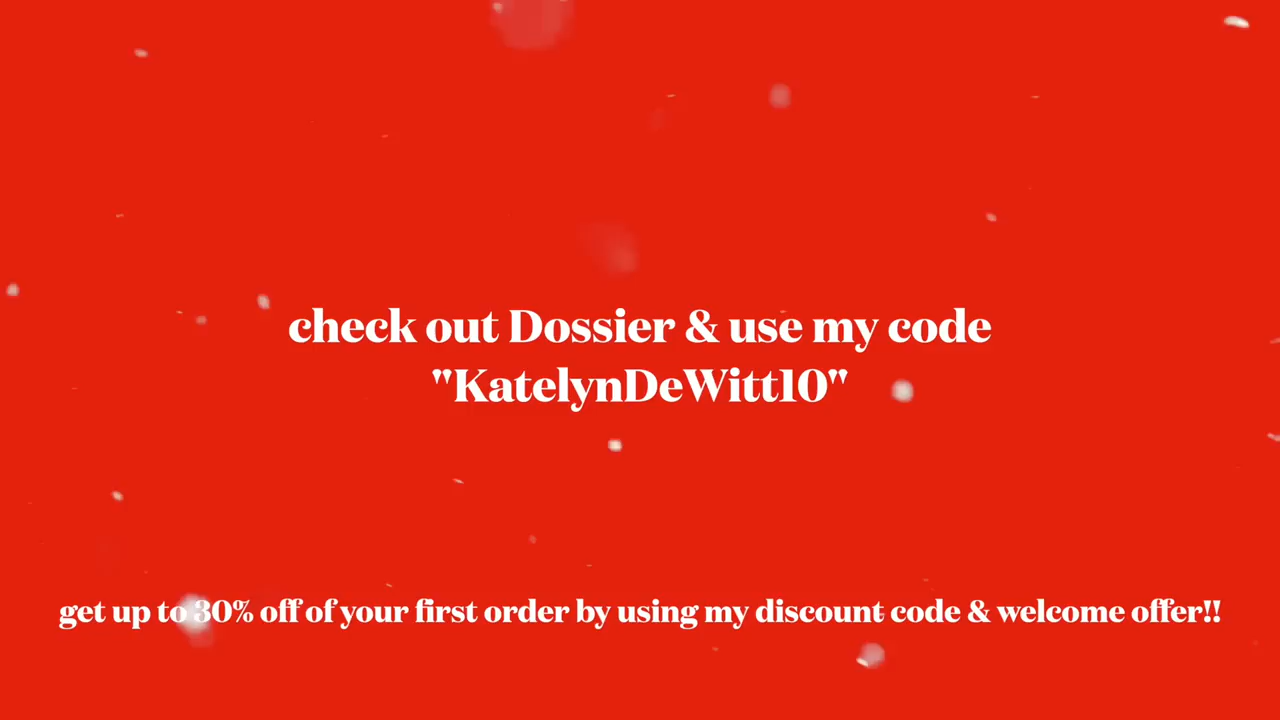 check out Dossier & use my code
"KatelynDeWitt10"
get up to 30% off of your first order by using my discount code & welcome offer!!